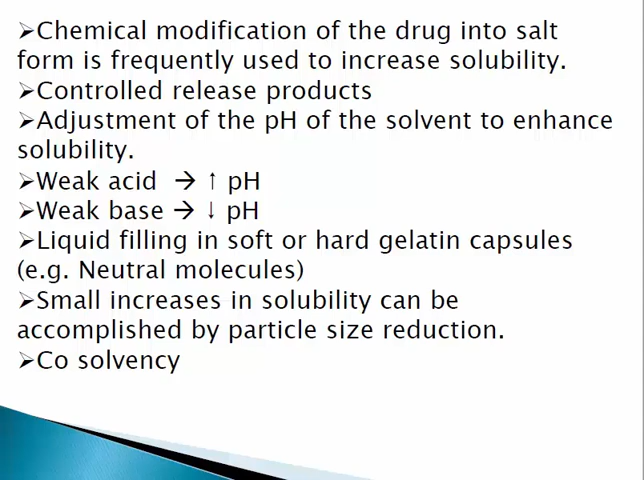 ➢Chemical modification of the drug into salt
form is frequently used to increase solubility.
➢Controlled release products
➢Adjustment of the pH of the solvent to enhance
solubility.
➢Weak acid → ↑ pH
➢Weak base → ↓ pH
➢Liquid filling in soft or hard gelatin capsules
(e.g. Neutral molecules)
➢Small increases in solubility can be
accomplished by particle size reduction.
➢Co solvency